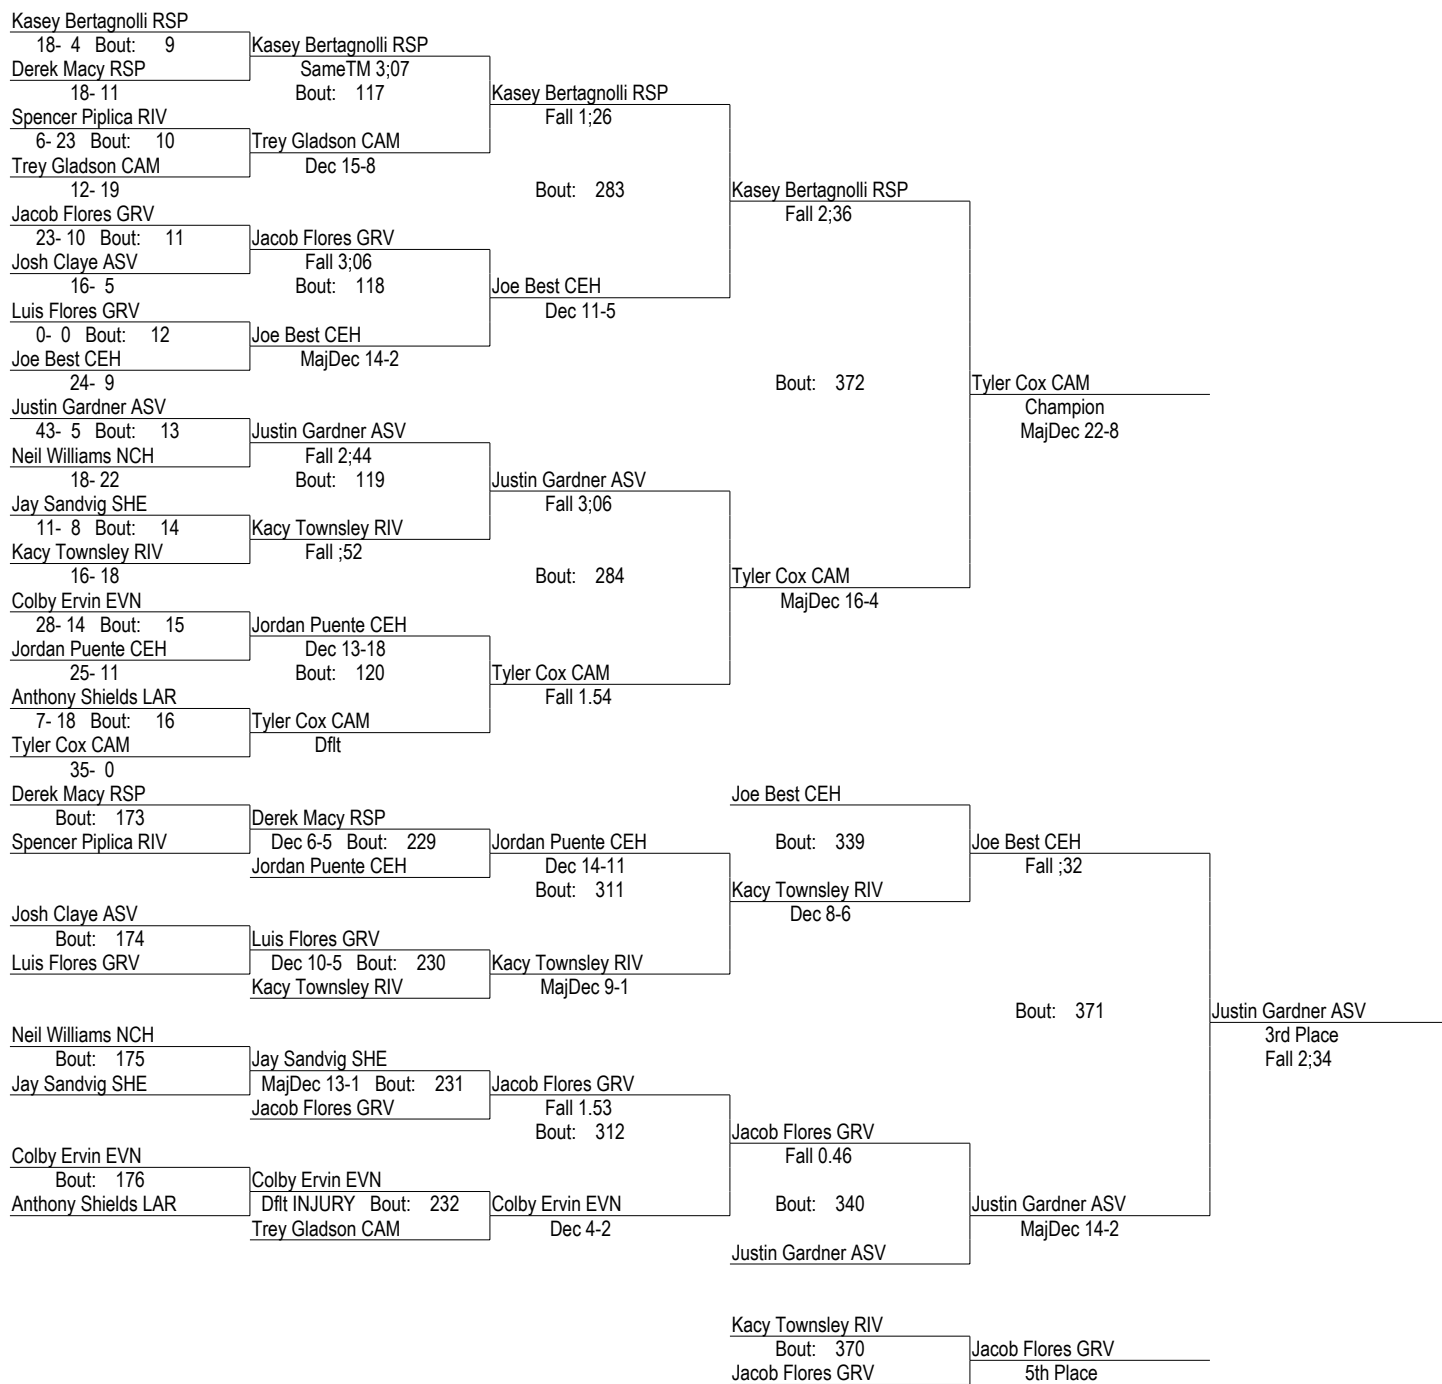 Kasey Bertagnolli RSP
18- 4 Bout: 9
Kasey Bertagnolli RSP
Derek Macy RSP
SameTM 3;07
18- 11
Bout: 117
Kasey Bertagnolli RSP
Spencer Piplica RIV
Fall 1;26
6- 23 Bout: 10
Trey Gladson CAM
Trey Gladson CAM
Dec 15-8
12- 19
Bout: 283
Kasey Bertagnolli RSP
Jacob Flores GRV
Fall 2;36
23- 10 Bout: 11
Jacob Flores GRV
Josh Claye ASV
Fall 3;06
16- 5
Bout: 118
Joe Best CEH
Luis Flores GRV
Dec 11-5
0- 0 Bout: 12
Joe Best CEH
Joe Best CEH
MajDec 14-2
24- 9
Bout: 372
Tyler Cox CAM
Justin Gardner ASV
Champion
43- 5 Bout: 13
Justin Gardner ASV
MajDec 22-8
Neil Williams NCH
Fall 2;44
18- 22
Bout: 119
Justin Gardner ASV
Jay Sandvig SHE
Fall 3;06
11- 8 Bout: 14
Kacy Townsley RIV
Kacy Townsley RIV
Fall ;52
16- 18
Bout: 284
Tyler Cox CAM
Colby Ervin EVN
MajDec 16-4
28- 14 Bout: 15
Jordan Puente CEH
Jordan Puente CEH
Dec 13-18
25- 11
Bout: 120
Tyler Cox CAM
Anthony Shields LAR
Fall 1.54
7- 18 Bout: 16
Tyler Cox CAM
Tyler Cox CAM
Dflt
35- 0
Derek Macy RSP
Joe Best CEH
Bout: 173
Derek Macy RSP
Spencer Piplica RIV
Dec 6-5 Bout: 229
Jordan Puente CEH
Bout: 339
Joe Best CEH
Jordan Puente CEH
Dec 14-11
Fall ;32
Bout: 311
Kacy Townsley RIV
Josh Claye ASV
Dec 8-6
Bout: 174
Luis Flores GRV
Luis Flores GRV
Dec 10-5 Bout: 230
Kacy Townsley RIV
Kacy Townsley RIV
MajDec 9-1
Bout: 371
Justin Gardner ASV
Neil Williams NCH
3rd Place
Bout: 175
Jay Sandvig SHE
Fall 2;34
Jay Sandvig SHE
MajDec 13-1 Bout: 231
Jacob Flores GRV
Jacob Flores GRV
Fall 1.53
Bout: 312
Jacob Flores GRV
Colby Ervin EVN
Fall 0.46
Bout: 176
Colby Ervin EVN
Anthony Shields LAR
Dflt INJURY Bout: 232
Colby Ervin EVN
Bout: 340
Justin Gardner ASV
Trey Gladson CAM
Dec 4-2
MajDec 14-2
Justin Gardner ASV
Kacy Townsley RIV
Bout: 370
Jacob Flores GRV
Jacob Flores GRV
5th Place